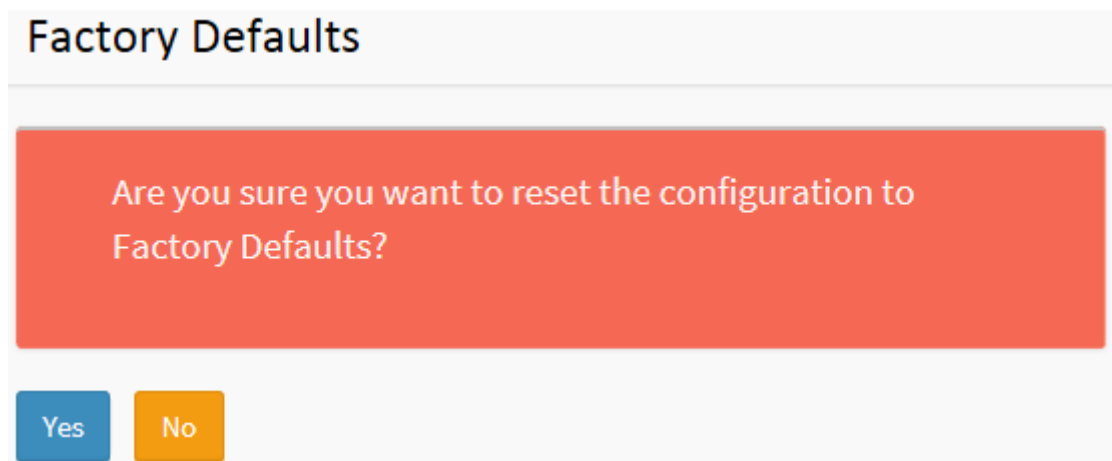 Factory Defaults
Are you sure you want to reset the configuration to
Factory Defaults?
Yes
No